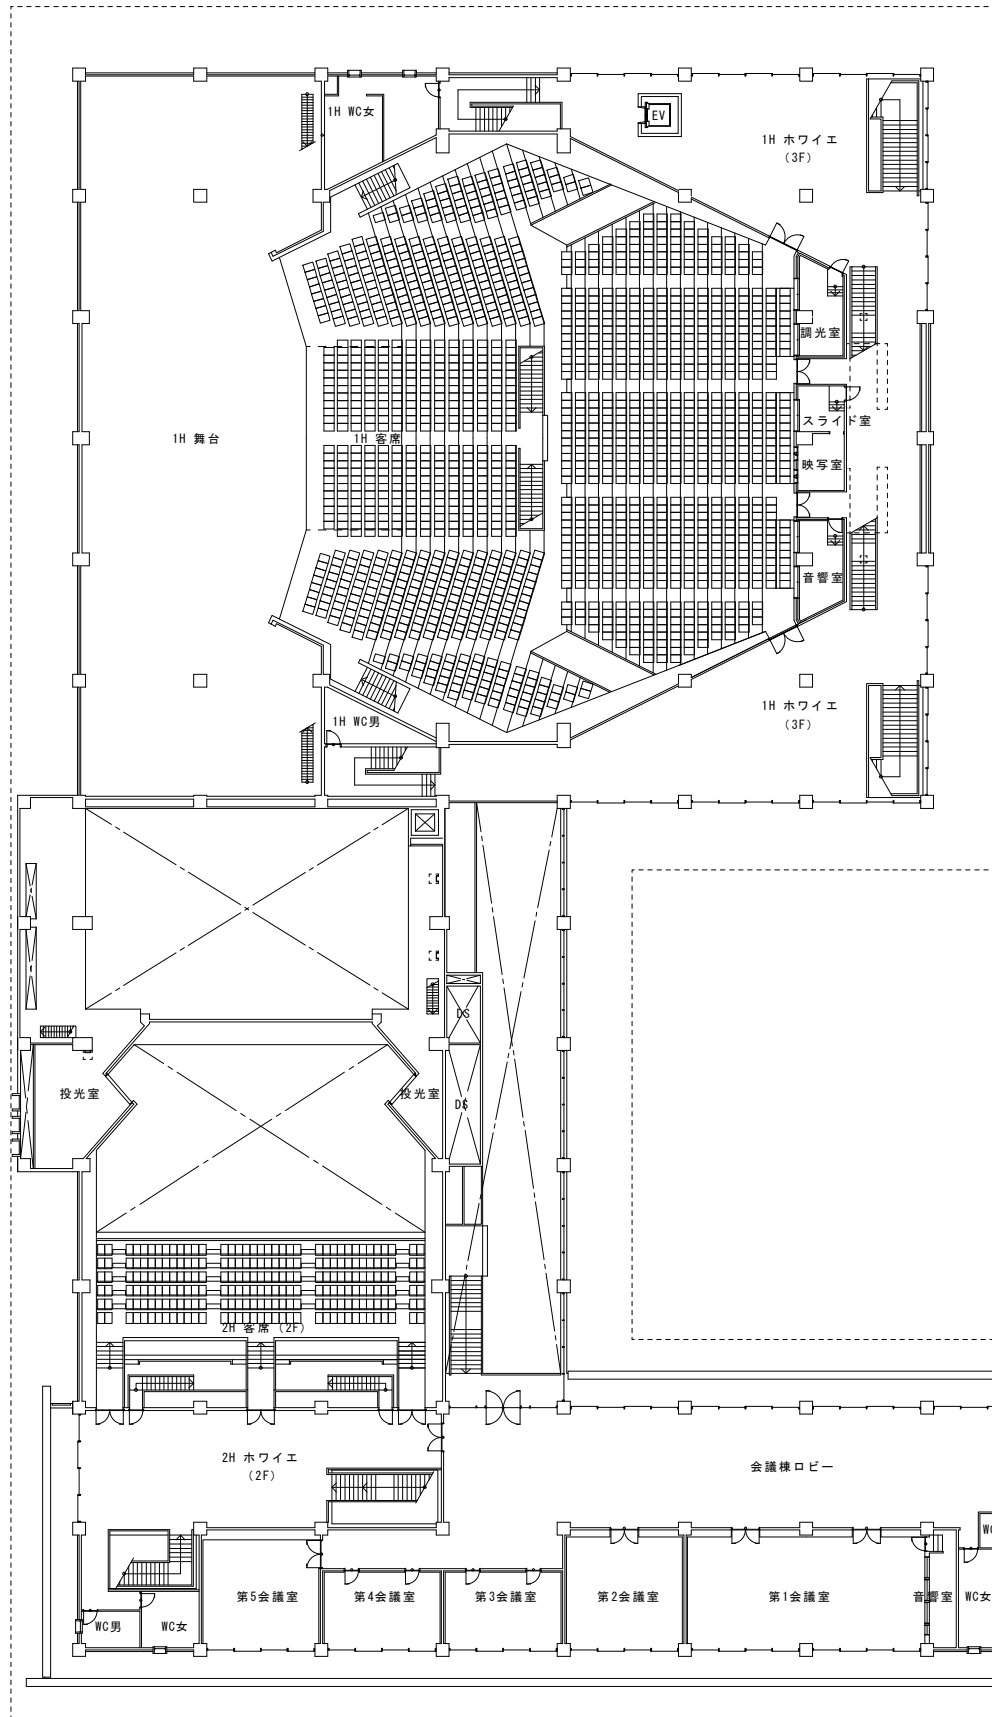 1H WC女
EV
1H ホワイエ
(3F)
調光室
スライド室
1H 舞台
1H 客席
映写室
音響室
1H ホワイエ
(3F)
1H WC男
DS
投光室
投光室
DS
2H 客席 (2F)
2H ホワイエ
(2F)
会議棟ロビー
WC
第5会議室
第4会議室
第3会議室
第2会議室
第1会議室
音響室
WC女
WC男
WC女